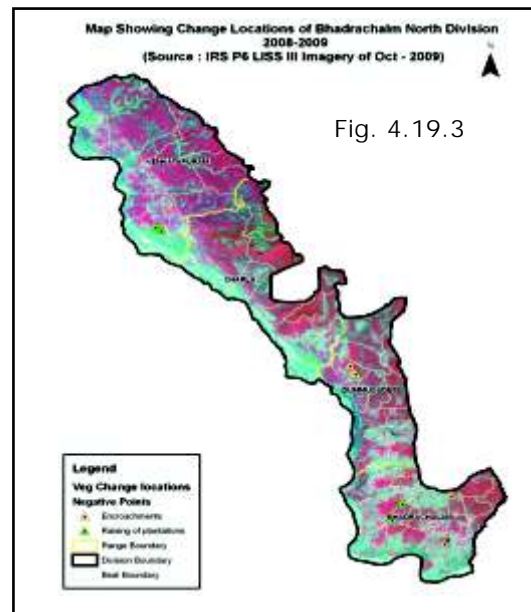 Map Showing Change Locations of Bhadrachalm North Division
2008-2009
(Source : IRS P6 LISS III Imagery of Oct - 2009)
Fig. 4.19.3
CHARLA
Legend
Veg Change locations
Negative Points
Encroachments
Raising of plantations
Range Boundary
Division Boundary
Beat Boundary